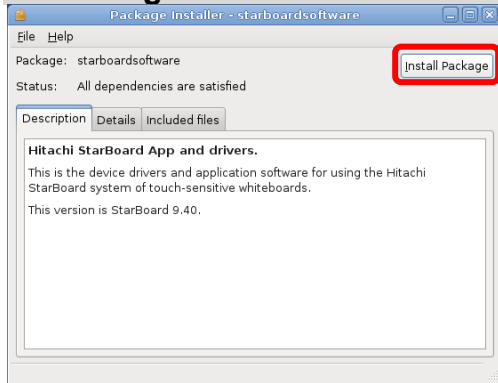 Package Installer - starboardsoftware
File Help
Package: starboardsoftware
Install Package
Status: All dependencies are satisfied
Description Details Included files
Hitachi StarBoard App and drivers.
This is the device drivers and application software for using the Hitachi
StarBoard system of touch-sensitive whiteboards.
This version is StarBoard 9.40.